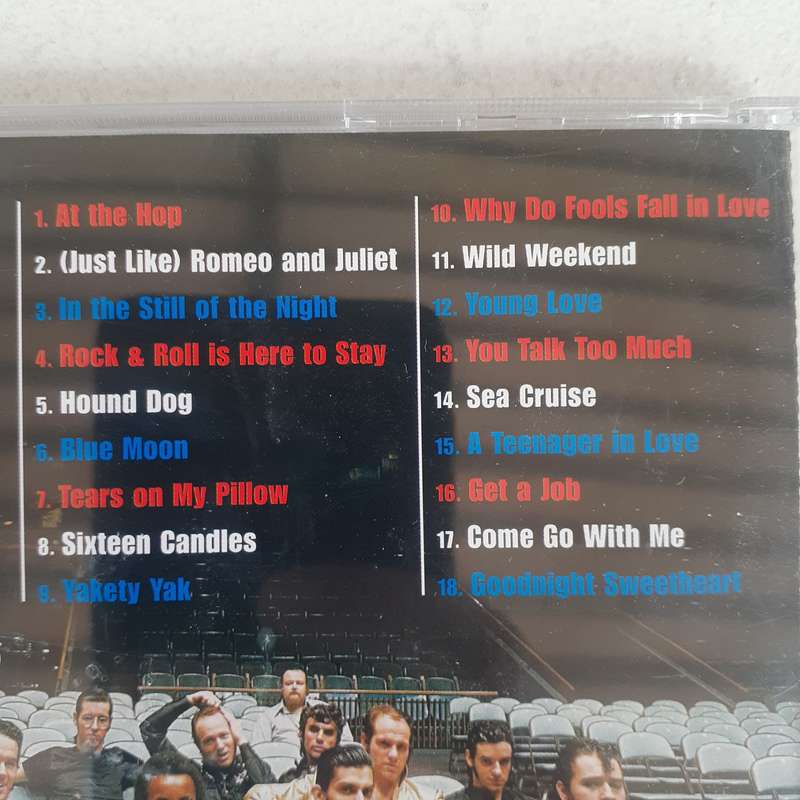 1. At the Hop
2. (Just Like) Romeo and Juliet
3. In the Still of the Night
4. Rock & Roll is Here to Stay
5. Hound Dog
6. Blue Moon
7. Tears on My Pillow
8. Sixteen Candles
9. Yakety Yak
10. Why Do Fools Fall in Love
11. Wild Weekend
12. Young Love
13. You Talk Too Much
14. Sea Cruise
15. A Teenager in Love
16. Get a Job
17. Come Go With Me
18. Goodnight Sweetheart